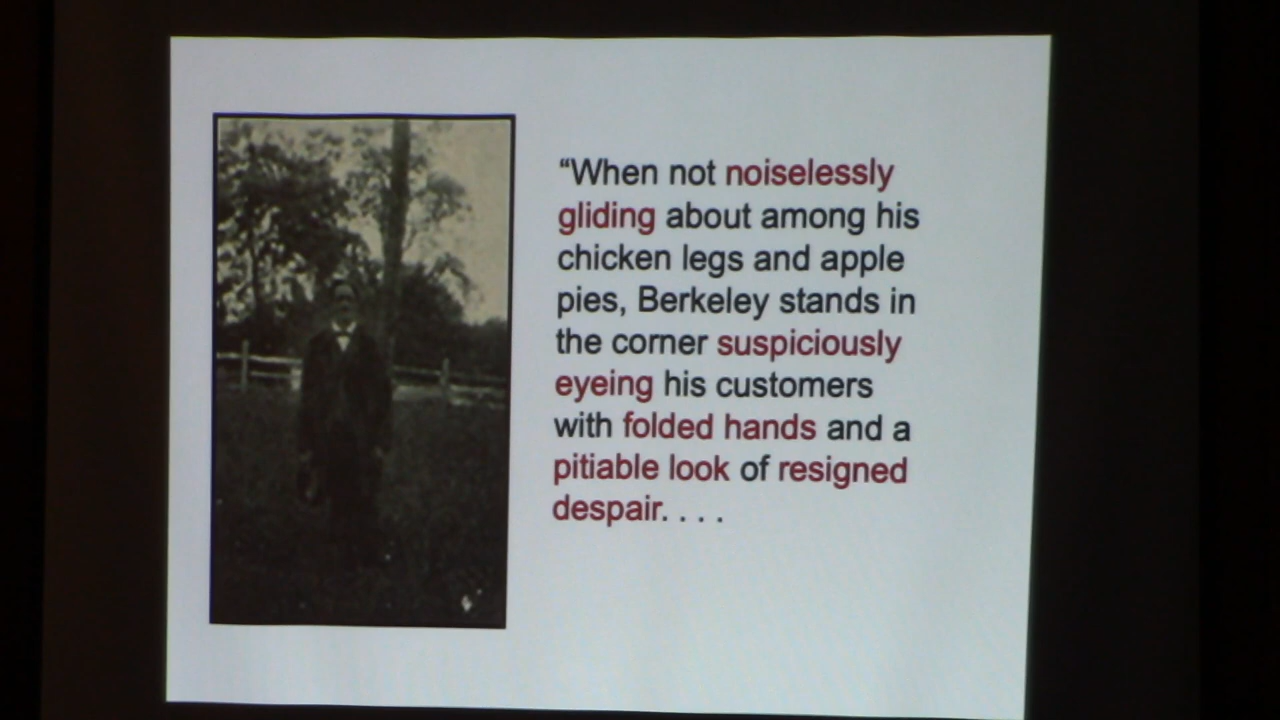 “When not noiselessly
gliding about among his
chicken legs and apple
pies, Berkeley stands in
the corner suspiciously
eyeing his customers
with folded hands and a
pitiable look of resigned
despair. . . .